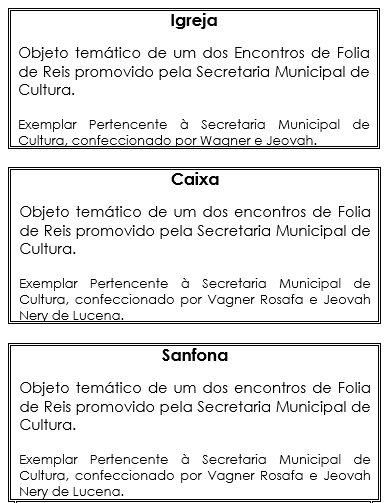 Igreja
Objeto temático de um dos Encontros de Folia
de Reis promovido pela Secretaria Municipal de
Cultura.
Exemplar Pertencente à Secretaria Municipal de
Cultura, confeccionado por Wagner e Jeovah.
Caixa
Objeto temático de um dos encontros de Folia
de Reis promovido pela Secretaria Municipal de
Cultura.
Exemplar Pertencente à Secretaria Municipal de
Cultura, confeccionado por Vagner Rosafa e Jeovah
Nery de Lucena.
Sanfona
Objeto temático de um dos encontros de Folia
de Reis promovido pela Secretaria Municipal de
Cultura.
Exemplar Pertencente à Secretaria Municipal de
Cultura, confeccionado por Vagner Rosafa e Jeovah
Nery de Lucena.